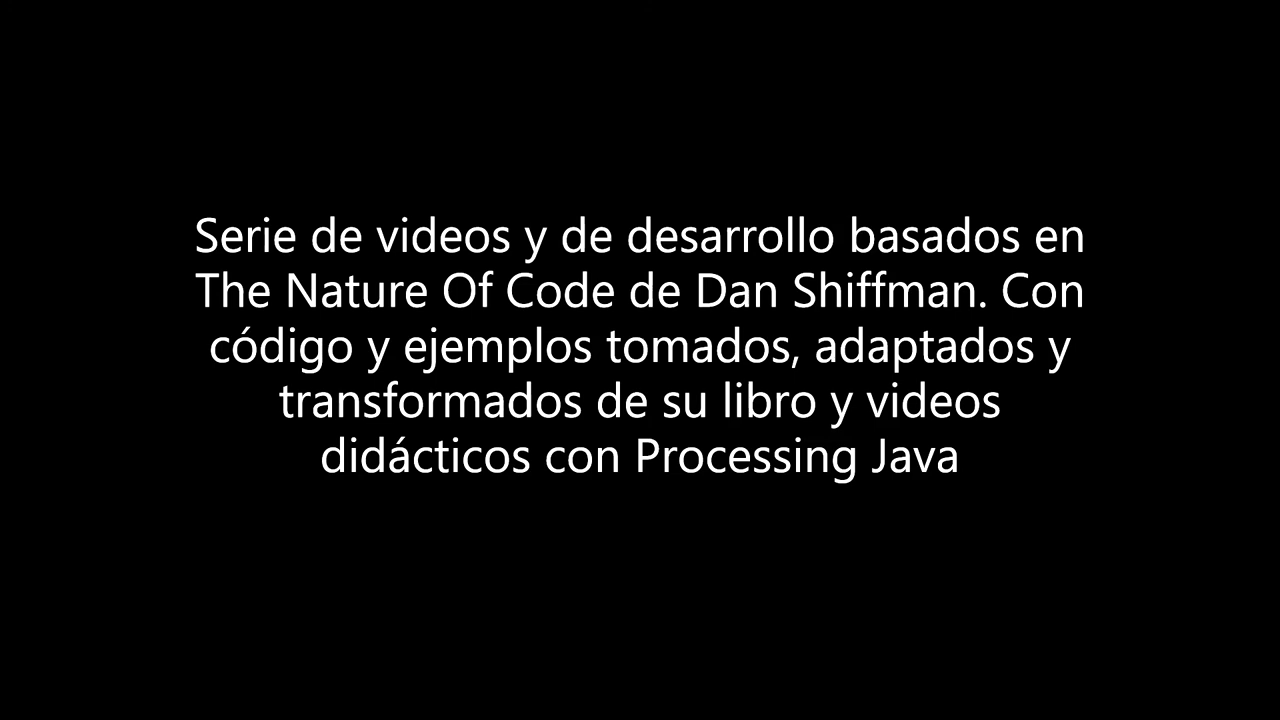 Serie de videos y de desarrollo basados en
The Nature Of Code de Dan Shiffman. Con
código y ejemplos tomados, adaptados y
transformados de su libro y videos
didácticos con Processing Java